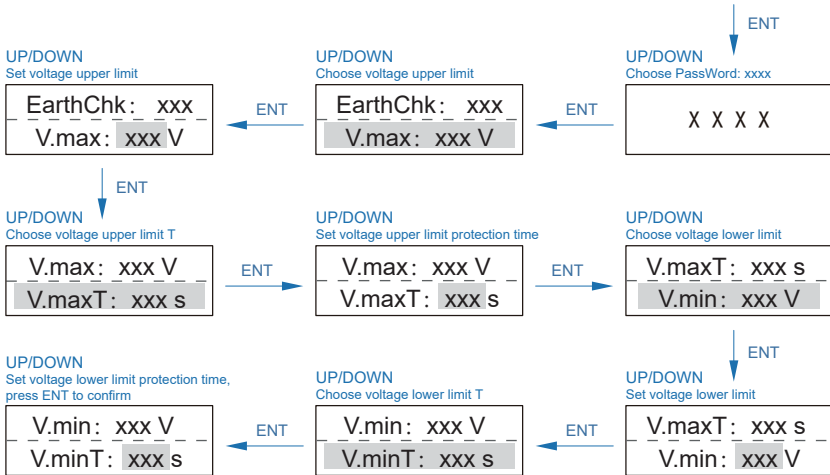 ENT
UP/DOWN
Set voltage upper limit
EarthChk: xxx
V.max: xxx V
ENT
UP/DOWN
Choose voltage upper limit
EarthChk: xxx
V.max: xxx V
ENT
UP/DOWN
Choose PassWord: xxxx
X X X X
ENT
UP/DOWN
Choose voltage upper limit T
V.max: xxx V
V.maxT: xxx s
ENT
UP/DOWN
Set voltage upper limit protection time
V.max: xxx V
V.maxT: xxx s
ENT
UP/DOWN
Choose voltage lower limit
V.maxT: xxx s
V.min: xxx V
ENT
UP/DOWN
Set voltage lower limit protection time,
press ENT to confirm
V.min: xxx V
V.minT: xxx s
ENT
UP/DOWN
Choose voltage lower limit T
V.min: xxx V
V.minT: xxx s
ENT
UP/DOWN
Set voltage lower limit
V.maxT: xxx s
V.min: xxx V